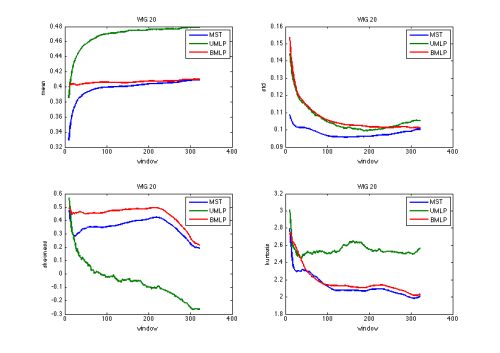 WIG 20
0.48
0.46
0.44
0.42
0.4
0.38
0.36
0.34
0.32
mean
0 100 200 300 400
window
MST
UMLP
BMLP
WIG 20
0.16
0.15
0.14
0.13
0.12
0.11
0.1
0.09
std
0 100 200 300 400
window
MST
UMLP
BMLP
WIG 20
0.6
0.5
0.4
0.3
0.2
0.1
0
-0.1
-0.2
-0.3
skewness
0 100 200 300 400
window
MST
UMLP
BMLP
WIG 20
3.2
3
2.8
2.6
2.4
2.2
2
1.8
kurtosis
0 100 200 300 400
window
MST
UMLP
BMLP